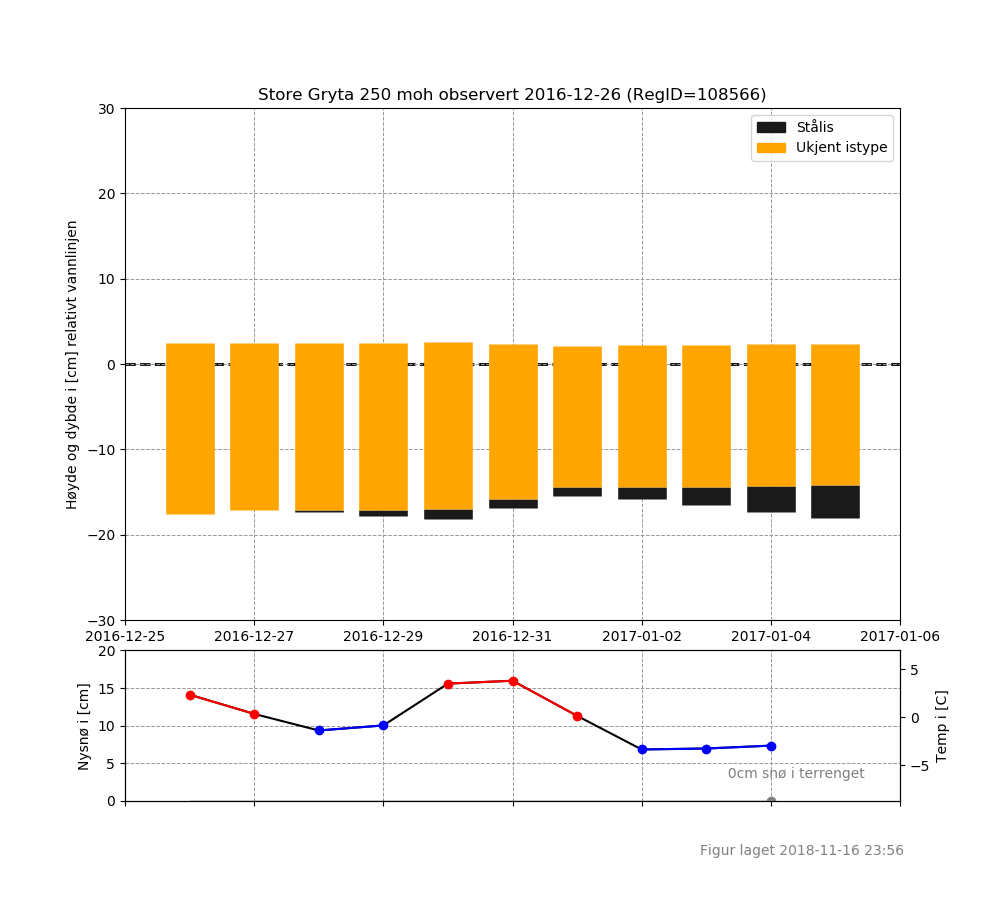 Store Gryta 250 moh observert 2016-12-26 (RegID=108566)
Stålis
Ukjent istype
Høyde og dybde i [cm] relativt vannlinjen
30
20
10
0
−10
−20
−30
2016-12-25 2016-12-27 2016-12-29 2016-12-31 2017-01-02 2017-01-04 2017-01-06
Nysnø i [cm]
20
15
10
5
0
5
0
−5
Temp i [C]
0cm snø i terrenget
Figur laget 2018-11-16 23:56